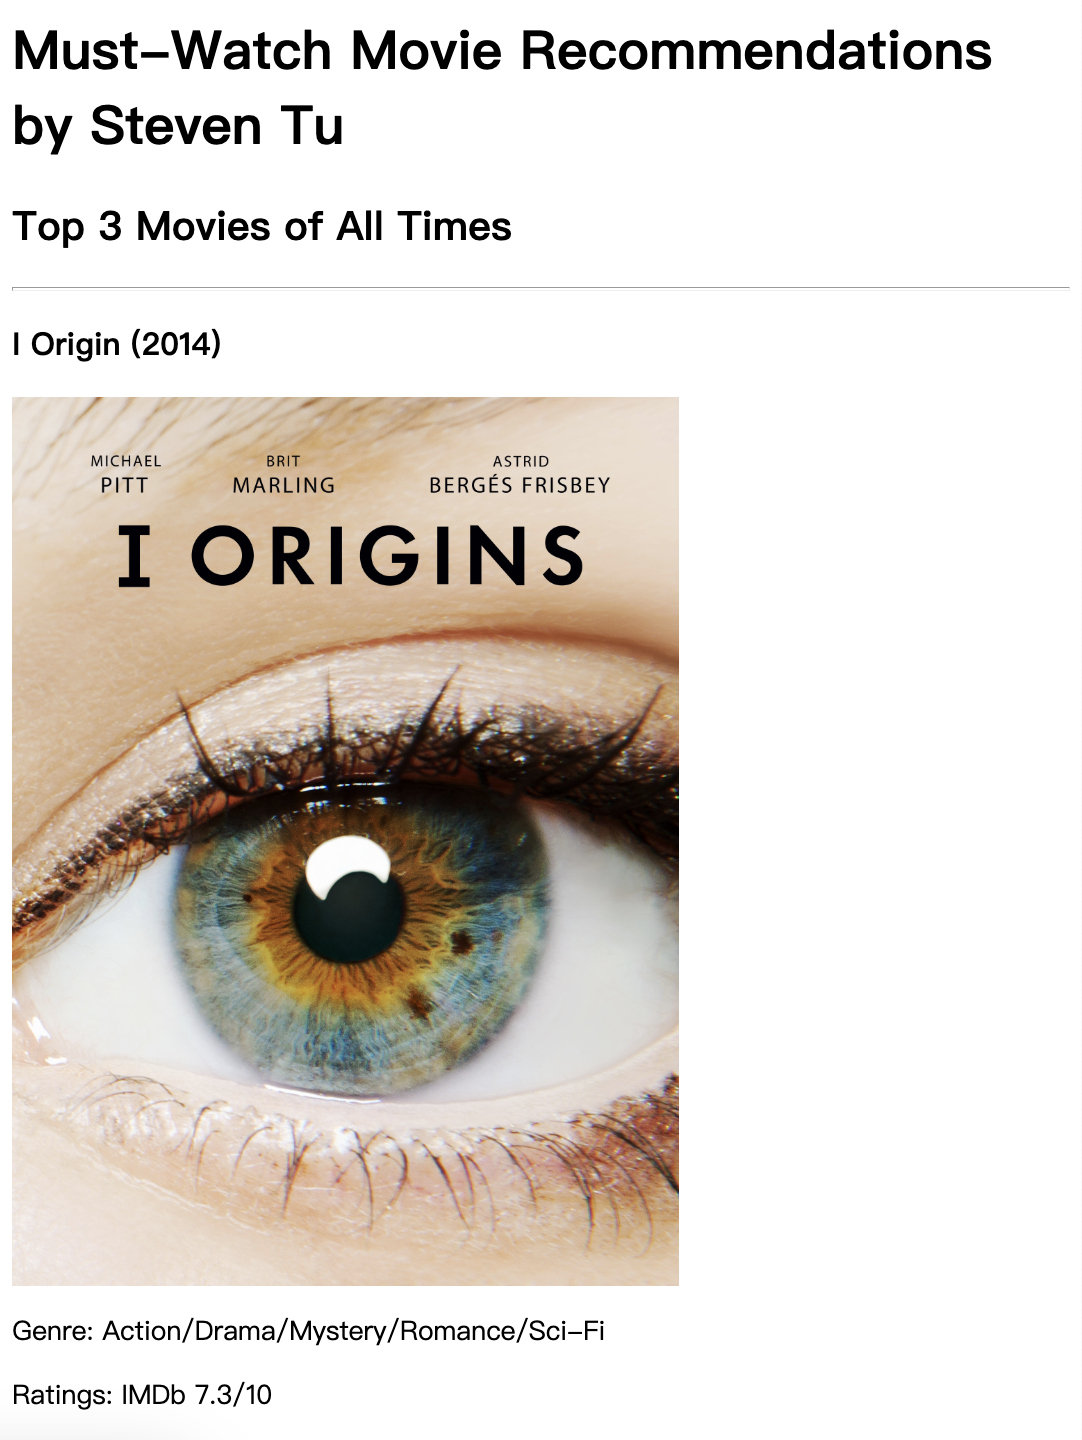 Must-Watch Movie Recommendations
by Steven Tu
Top 3 Movies of All Times
I Origin (2014)
MICHAEL PITT
BRIT MARLING
ASTRID BERGÉS FRISBEY
I ORIGINS
Genre: Action/Drama/Mystery/Romance/Sci-Fi
Ratings: IMDb 7.3/10